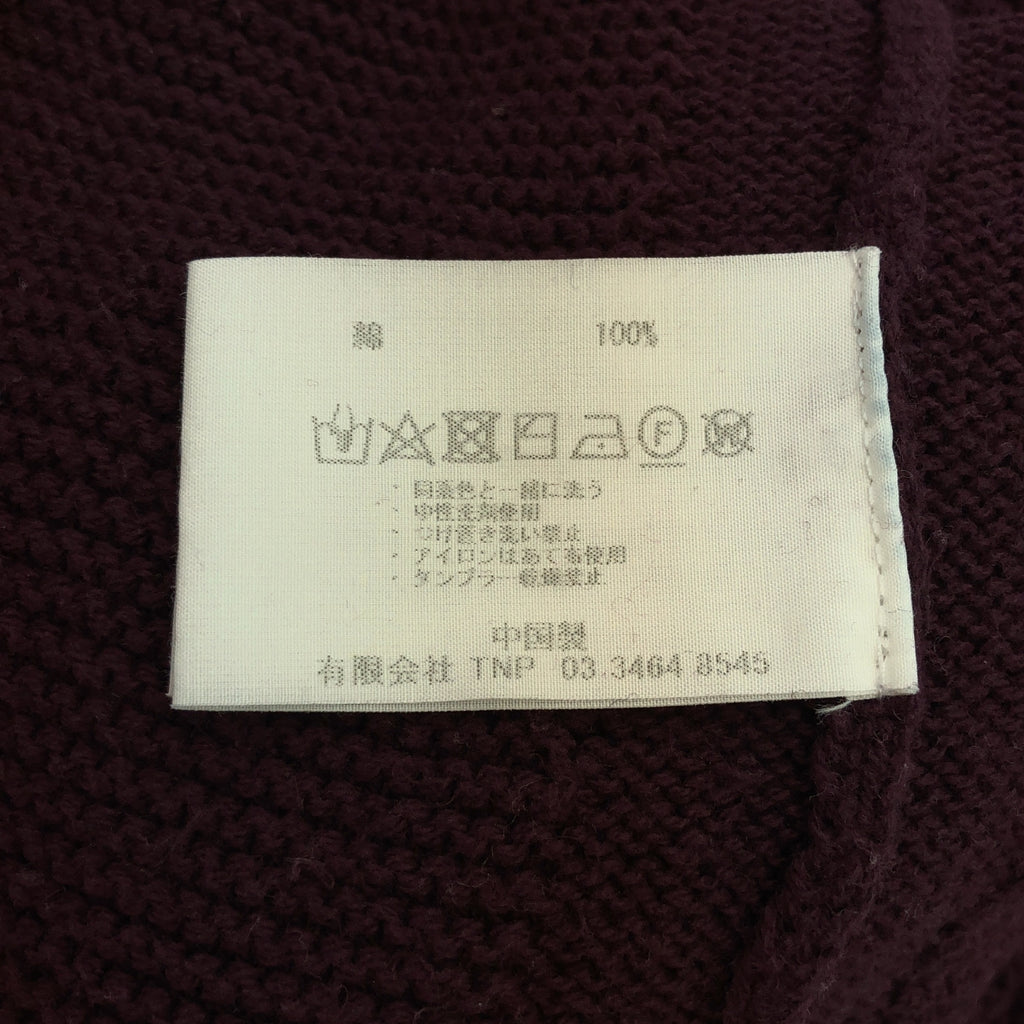 綿 100%
F W
・同系色と一緒に洗う
・中性洗剤使用
・つけ置き洗い禁止
・アイロンはあて布使用
・タンブラー乾燥禁止
中国製
有限会社 TNP 03.3464 8545